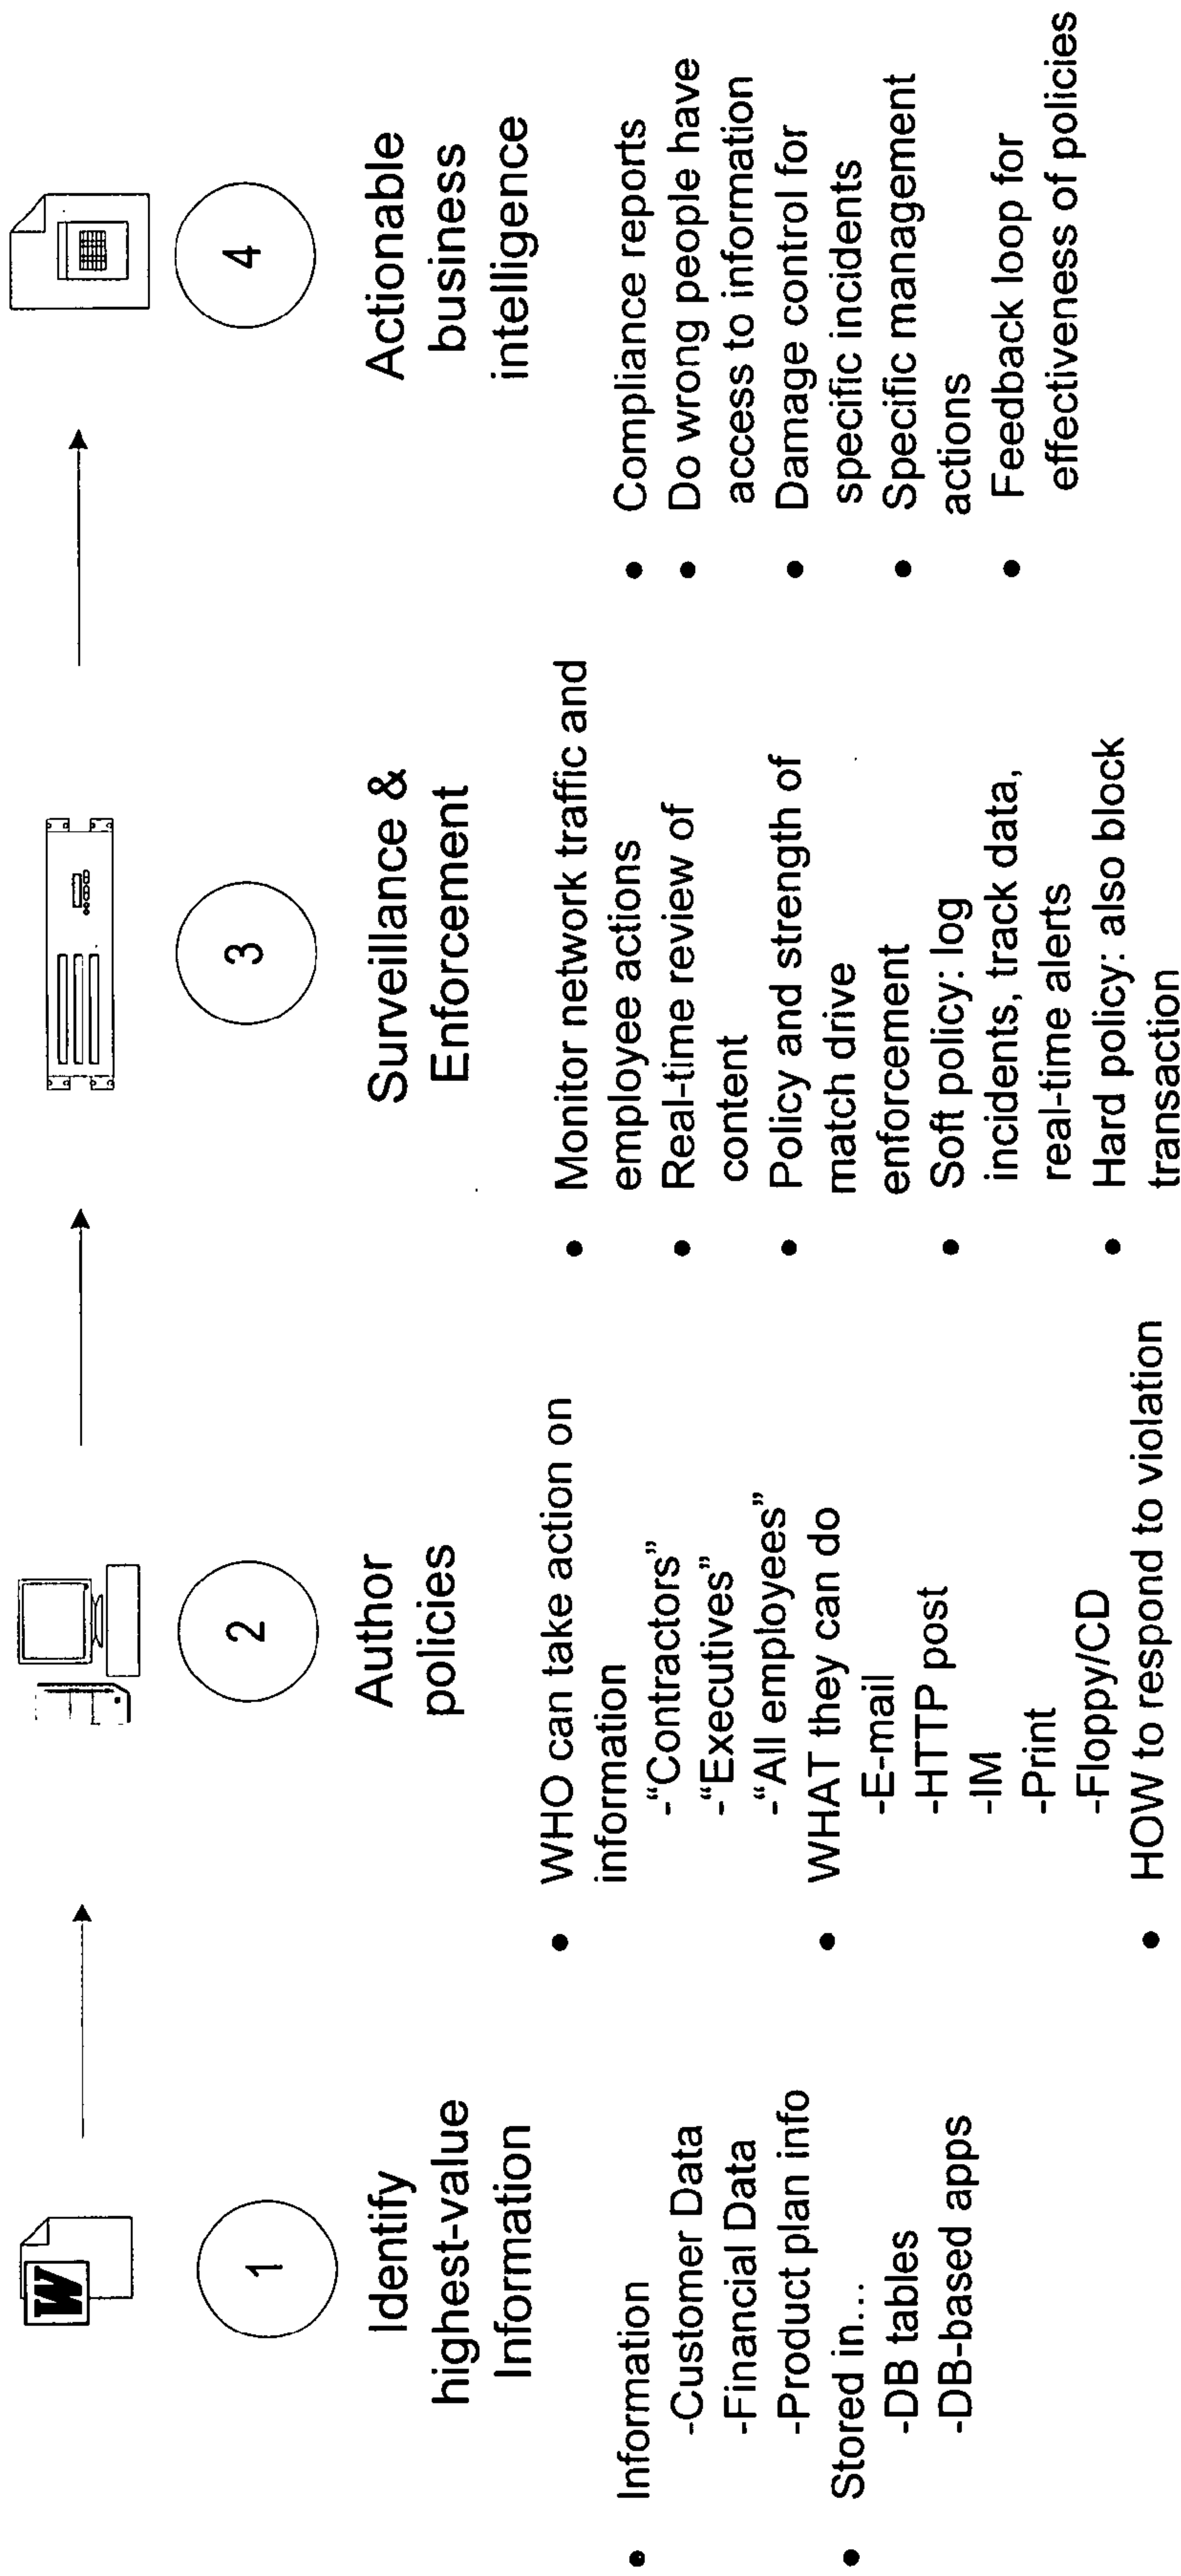 W
1
Identify
highest-value
Information
• Information
-Customer Data
-Financial Data
-Product plan info
• Stored in...
-DB tables
-DB-based apps
2
Author
policies
• WHO can take action on
information
-“Contractors”
-“Executives”
-“All employees”
• WHAT they can do
-E-mail
-HTTP post
-IM
-Print
-Floppy/CD
• HOW to respond to violation
3
Surveillance &
Enforcement
• Monitor network traffic and
employee actions
• Real-time review of
content
• Policy and strength of
match drive
enforcement
• Soft policy: log
incidents, track data,
real-time alerts
• Hard policy: also block
transaction
4
Actionable
business
intelligence
• Compliance reports
• Do wrong people have
access to information
• Damage control for
specific incidents
• Specific management
actions
• Feedback loop for
effectiveness of policies